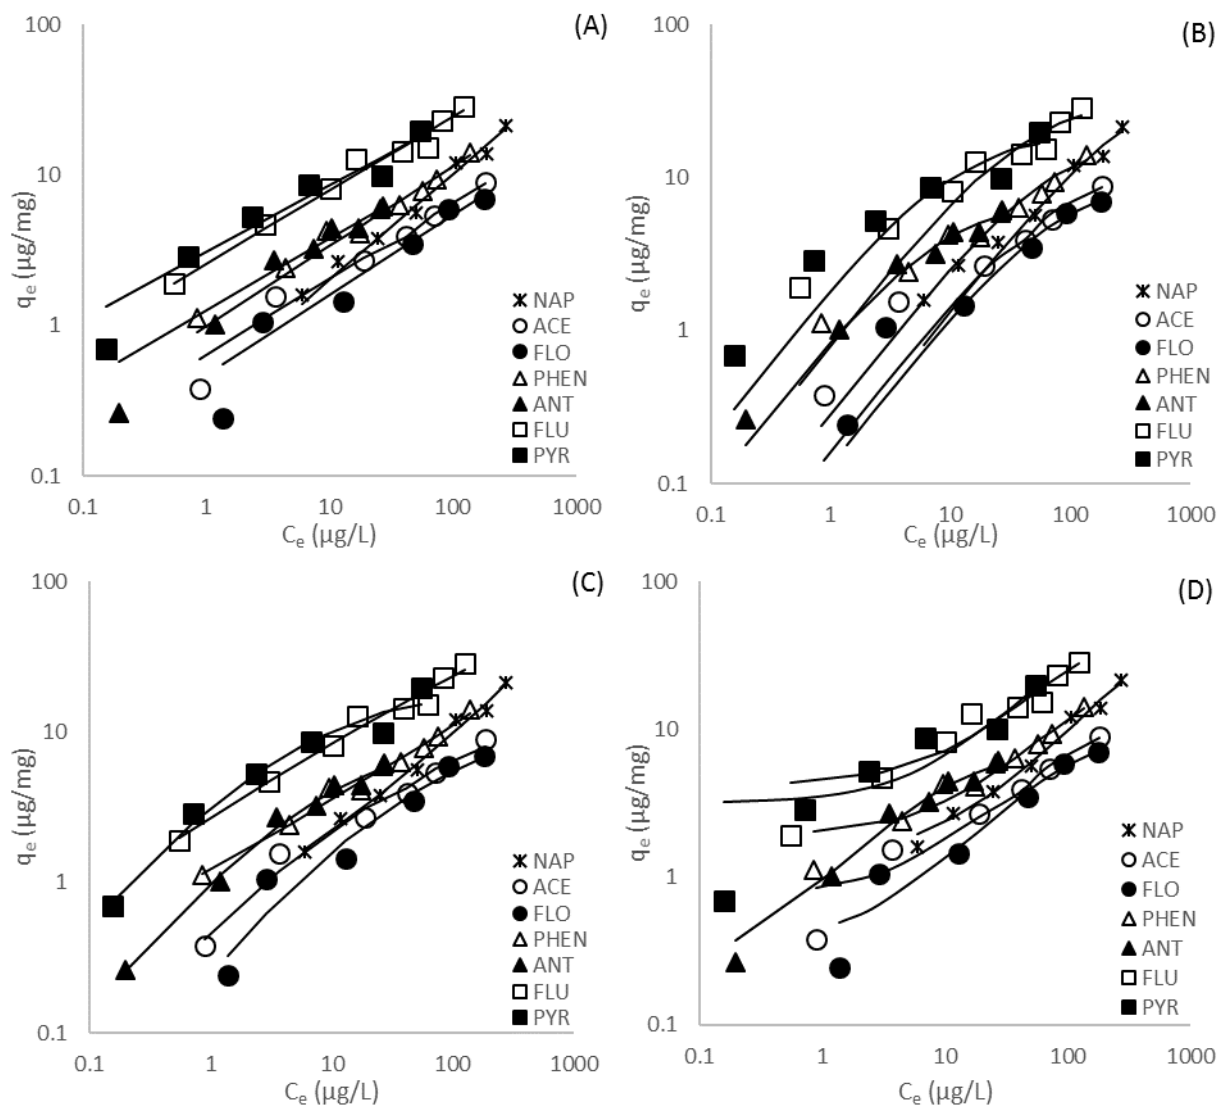 (A)
100
10
1
0.1
qe (µg/mg)
NAP
ACE
FLO
PHEN
ANT
FLU
PYR
0.1 1 10 100 1000
Ce (µg/L)
(B)
100
10
1
0.1
qe (µg/mg)
NAP
ACE
FLO
PHEN
ANT
FLU
PYR
0.1 1 10 100 1000
Ce (µg/L)
(C)
100
10
1
0.1
qe (µg/mg)
NAP
ACE
FLO
PHEN
ANT
FLU
PYR
0.1 1 10 100 1000
Ce (µg/L)
(D)
100
10
1
0.1
qe (µg/mg)
NAP
ACE
FLO
PHEN
ANT
FLU
PYR
0.1 1 10 100 1000
Ce (µg/L)